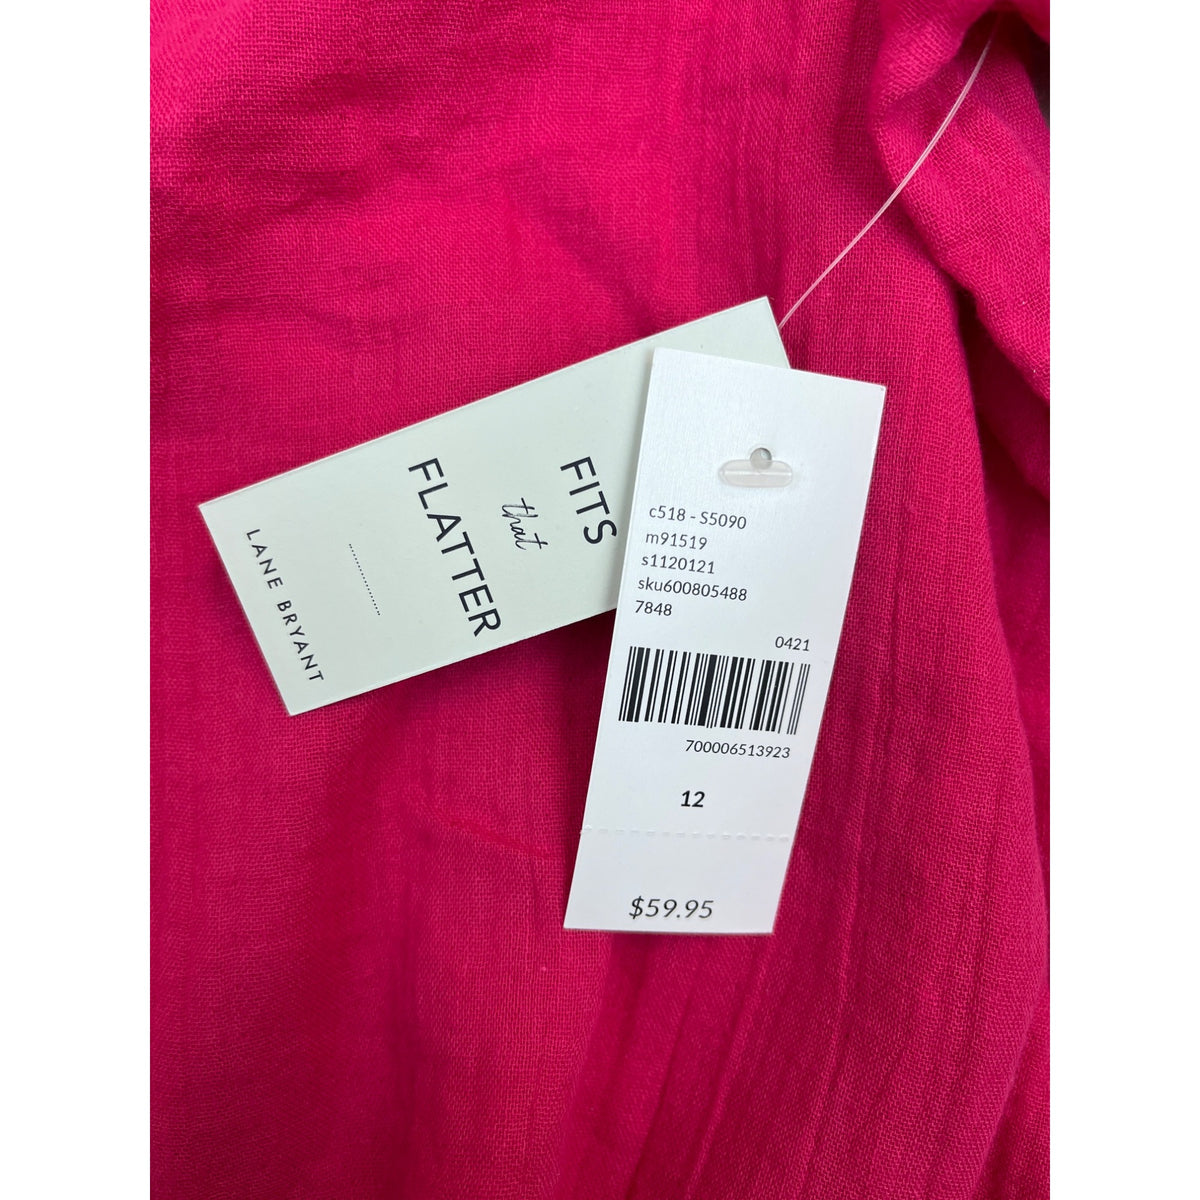 FITS
that
FLATTER
LANE BRYANT
c518 - S5090
m91519
s1120121
sku600805488
7848
0421
700006513923
12
$59.95